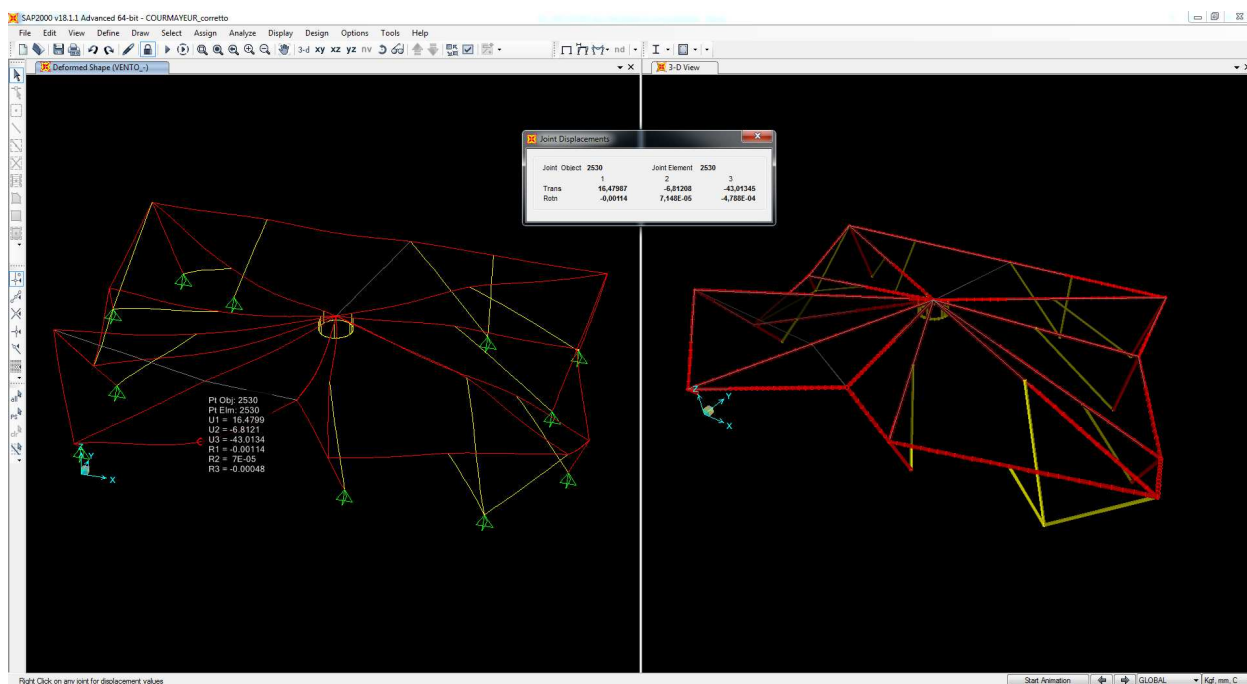 SAP2000 v18.1.1 Advanced 64-bit - COURMAYEUR_corretto
File Edit View Define Draw Select Assign Analyze Display Design Options Tools Help
3-d xy xz yz nv
nd
Deformed Shape (VENTO_-)
3-D View
Joint Displacements
Joint Object 2530 Joint Element 2530
1 2 3
Trans 16,47987 -6,81208 -43,01345
Rotn -0,00114 7,148E-05 -4,788E-04
Pt Obj: 2530
Pt Elm: 2530
U1 = 16.4799
U2 = -6.8121
U3 = -43.0134
R1 = -0.00114
R2 = 7E-05
R3 = -0.00048
Z
Y
X
Z
Y
X
all
PS
clr
Right Click on any joint for displacement values
Start Animation
GLOBAL
Kgf, mm, C